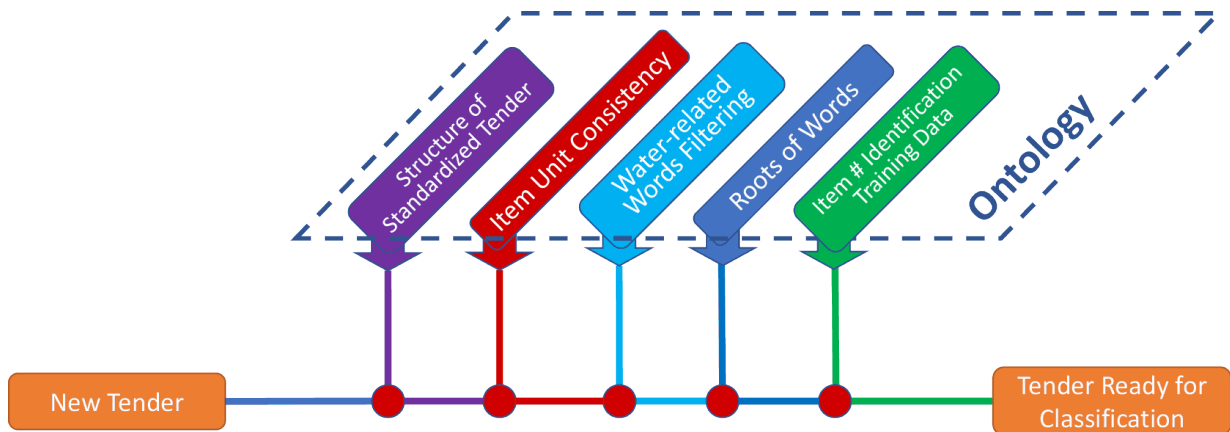 Structure of
Standardized Tender
Item Unit Consistency
Water-related
Words Filtering
Roots of Words
Item # Identification
Training Data
Ontology
New Tender
Tender Ready for
Classification